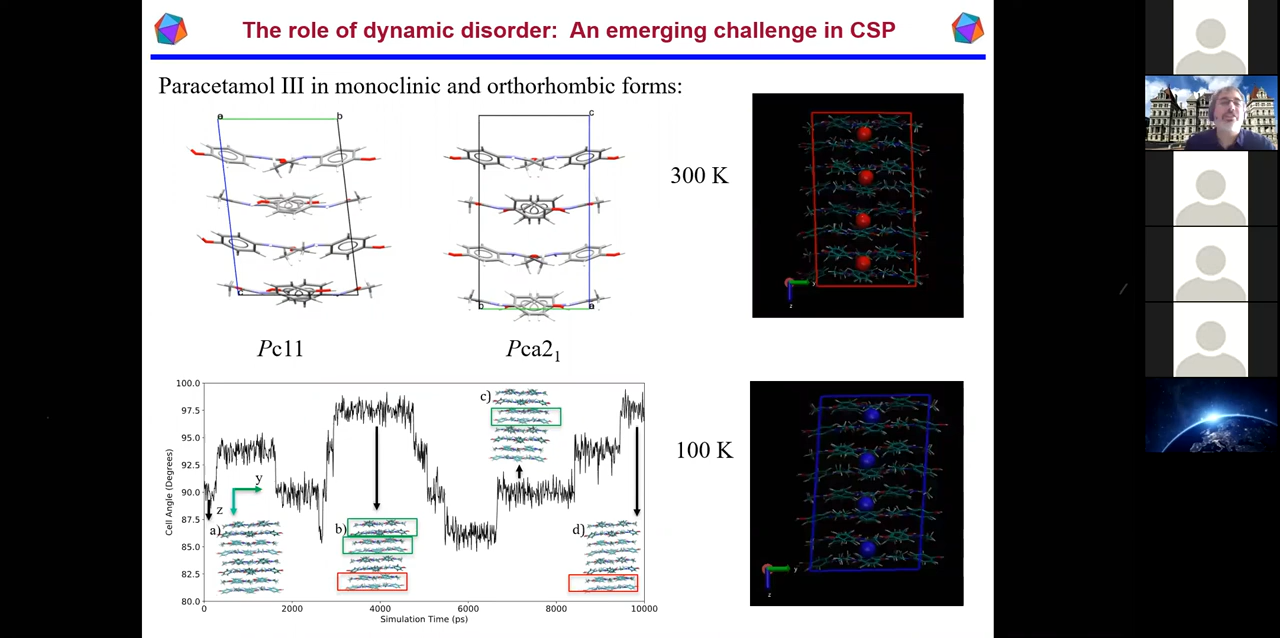 The role of dynamic disorder: An emerging challenge in CSP
Paracetamol III in monoclinic and orthorhombic forms:
a
b
c
c
b
a
300 K
y
z
Pc11
Pca2₁
100.0
97.5
95.0
92.5
90.0
87.5
85.0
82.5
80.0
Cell Angle (Degrees)
0
2000
4000
6000
8000
10000
Simulation Time (ps)
y
z
a)
b)
c)
d)
100 K
y
z